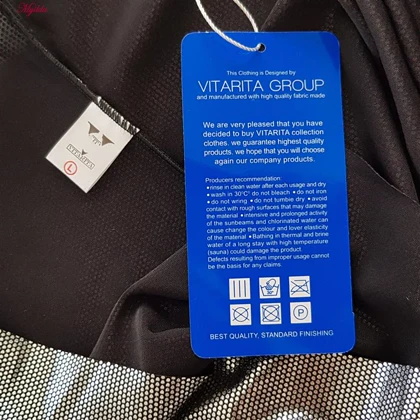 Mydala
This Clothing is Designed by
VITARITA GROUP
and manufactured with high quality fabric made
We are very pleased that you have
decided to buy VITARITA collection
clothes. we guarantee highest quality
products. we hope that you will choose
again our company products.
Producers recommendation:
•rinse in clean water after each usage and dry
•wash in 30°C' do not bleach •do not iron
•do not wring •do not tumble dry •avoid
contact with rough surfaces that may damage
the material •intensive and prolonged activity
of the sunbeams and chlorinated water can
cause change the colour and lover elasticity
of the material •Bathing in thermal and brine
water of a long stay with high temperature
(sauna) could damage the product.
Defects resulting from improper usage cannot
be the basis for any claims.
P
BEST QUALITY, STANDARD FINISHING
VITARITA
L